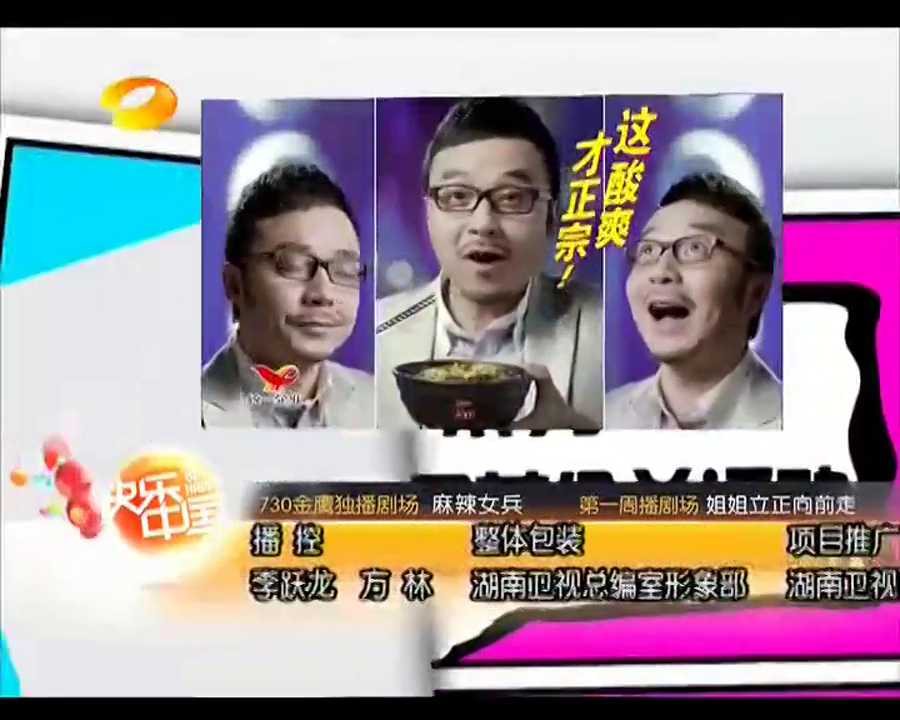 这酸爽
才正宗！
快乐
中国
730金鹰独播剧场 麻辣女兵 第一周播剧场 姐姐立正向前走
播控 整体包装 项目推广
李跃龙 方林 湖南卫视总编室形象部 湖南卫视